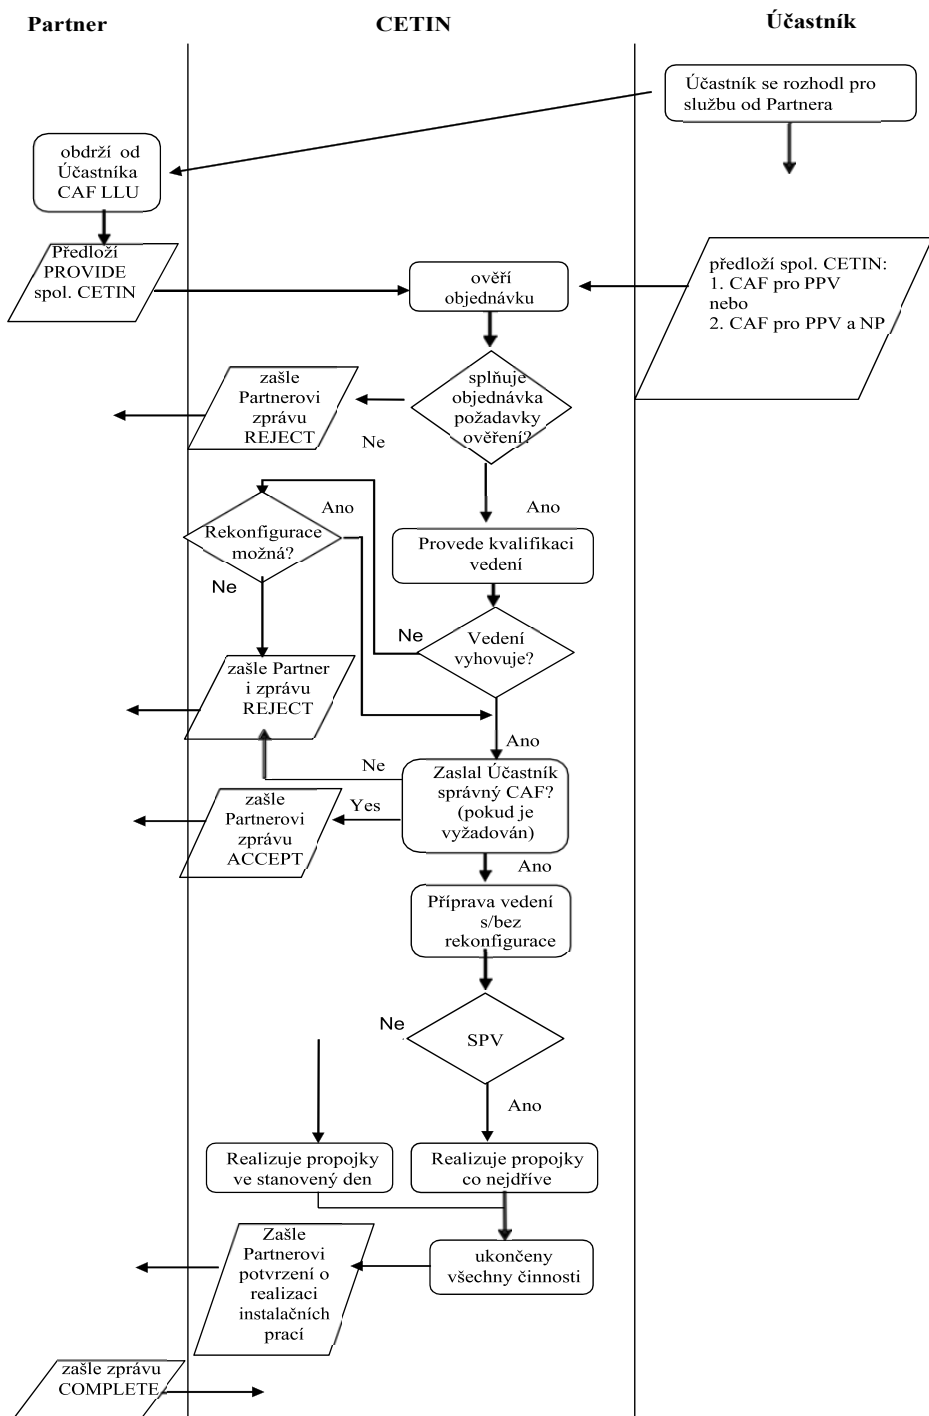 Partner
CETIN
Účastník
Účastník se rozhodl pro
službu od Partnera
obdrží od
Účastníka
CAF LLU
Předloží
PROVIDE
spol. CETIN
ověří
objednávku
předloží spol. CETIN:
1. CAF pro PPV
nebo
2. CAF pro PPV a NP
splňuje
objednávka
požadavky
ověření?
zašle
Partnerovi
zprávu
REJECT
Ne
Ano
Rekonfigurace
možná?
Ano
Ne
Provede kvalifikaci
vedení
Ne
Vedení
vyhovuje?
zašle Partner
i zprávu
REJECT
Ano
Ne
Zaslal Účastník
správný CAF?
(pokud je
vyžadován)
Yes
zašle
Partnerovi
zprávu
ACCEPT
Ano
Příprava vedení
s/bez
rekonfigurace
Ne
SPV
Ano
Realizuje propojky
ve stanovený den
Realizuje propojky
co nejdříve
Zašle
Partnerovi
potvrzení o
realizaci
instalačních
prací
ukončeny
všechny činnosti
zašle zprávu
COMPLETE